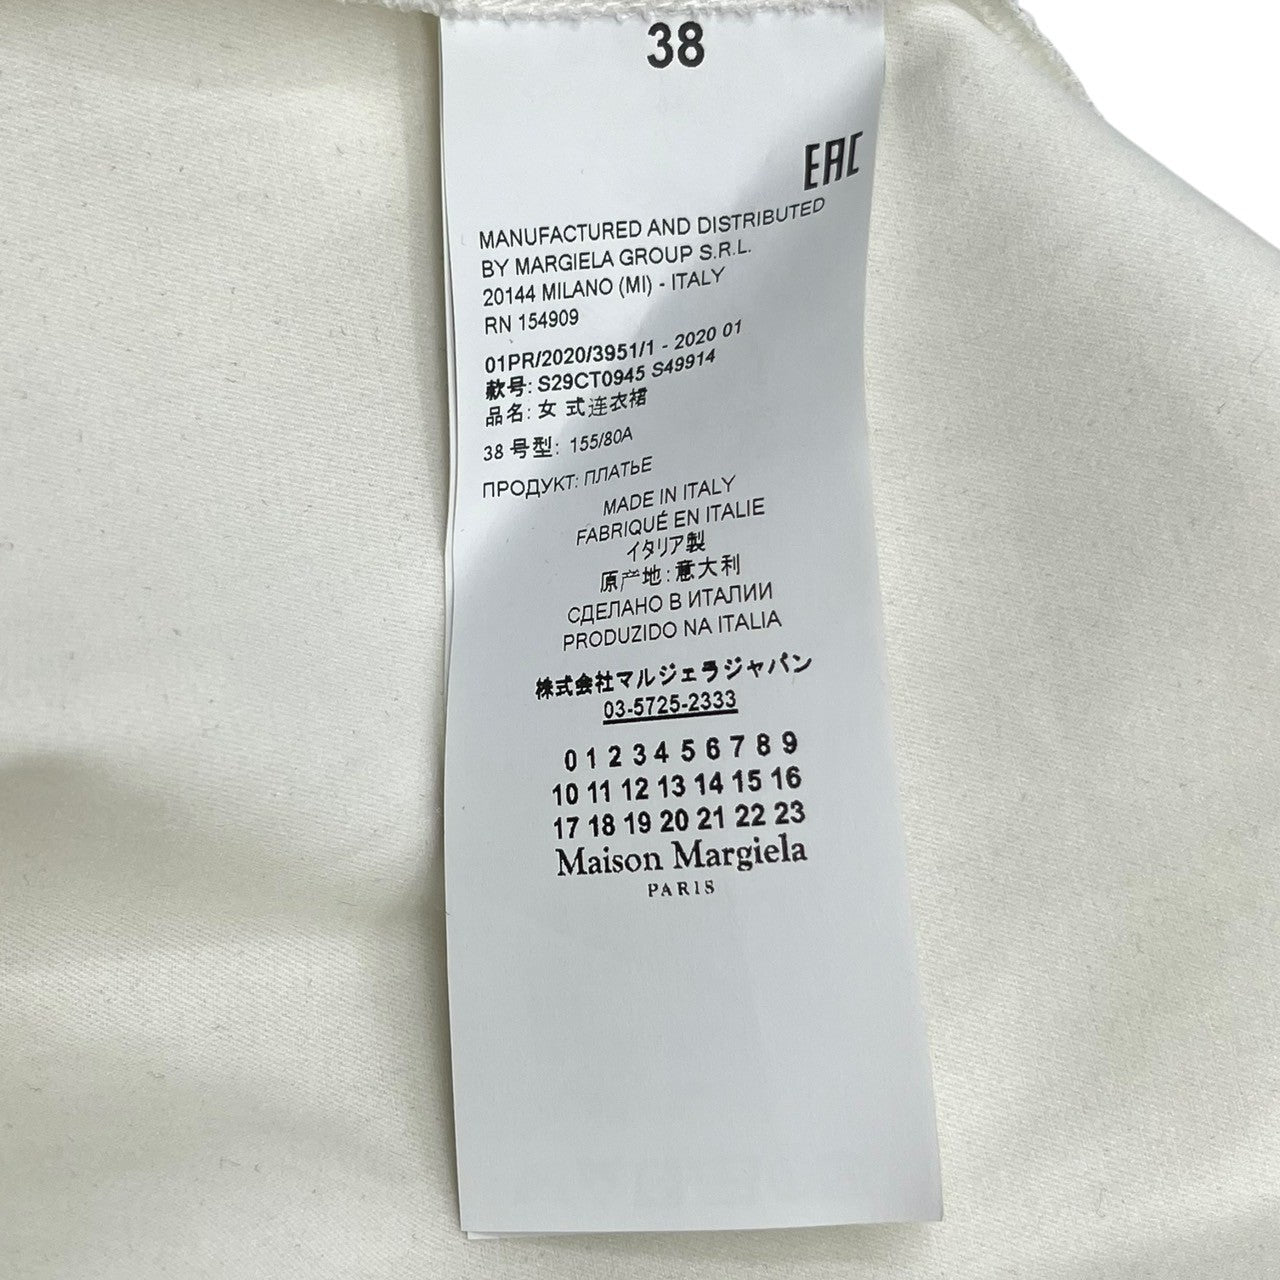 38
EAC
MANUFACTURED AND DISTRIBUTED
BY MARGIELA GROUP S.R.L.
20144 MILANO (MI) - ITALY
RN 154909
01PR/2020/3951/1 - 2020 01
款号: S29CT0945 S49914
品名: 女 式连衣裙
38 号型: 155/80A
ПРОДУКТ: ПЛАТЬЕ
MADE IN ITALY
FABRIQUÉ EN ITALIE
イタリア製
原产地: 意大利
СДЕЛАНО В ИТАЛИИ
PRODUZIDO NA ITALIA
株式会社マルジェラジャパン
03-5725-2333
0 1 2 3 4 5 6 7 8 9
10 11 12 13 14 15 16
17 18 19 20 21 22 23
Maison Margiela
PARIS